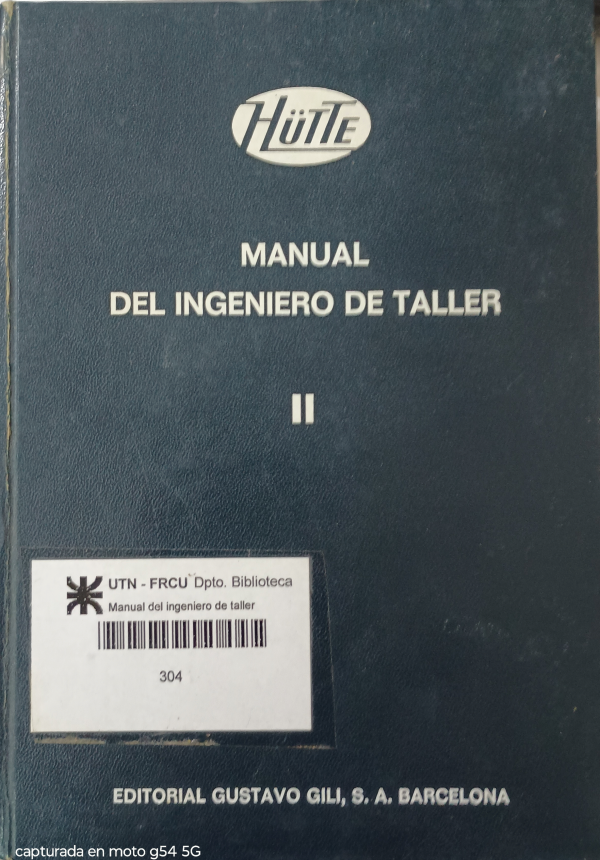 HÜTTE
MANUAL
DEL INGENIERO DE TALLER
II
UTN - FRCU Dpto. Biblioteca
Manual del ingeniero de taller
304
EDITORIAL GUSTAVO GILI, S. A. BARCELONA
capturada en moto g54 5G